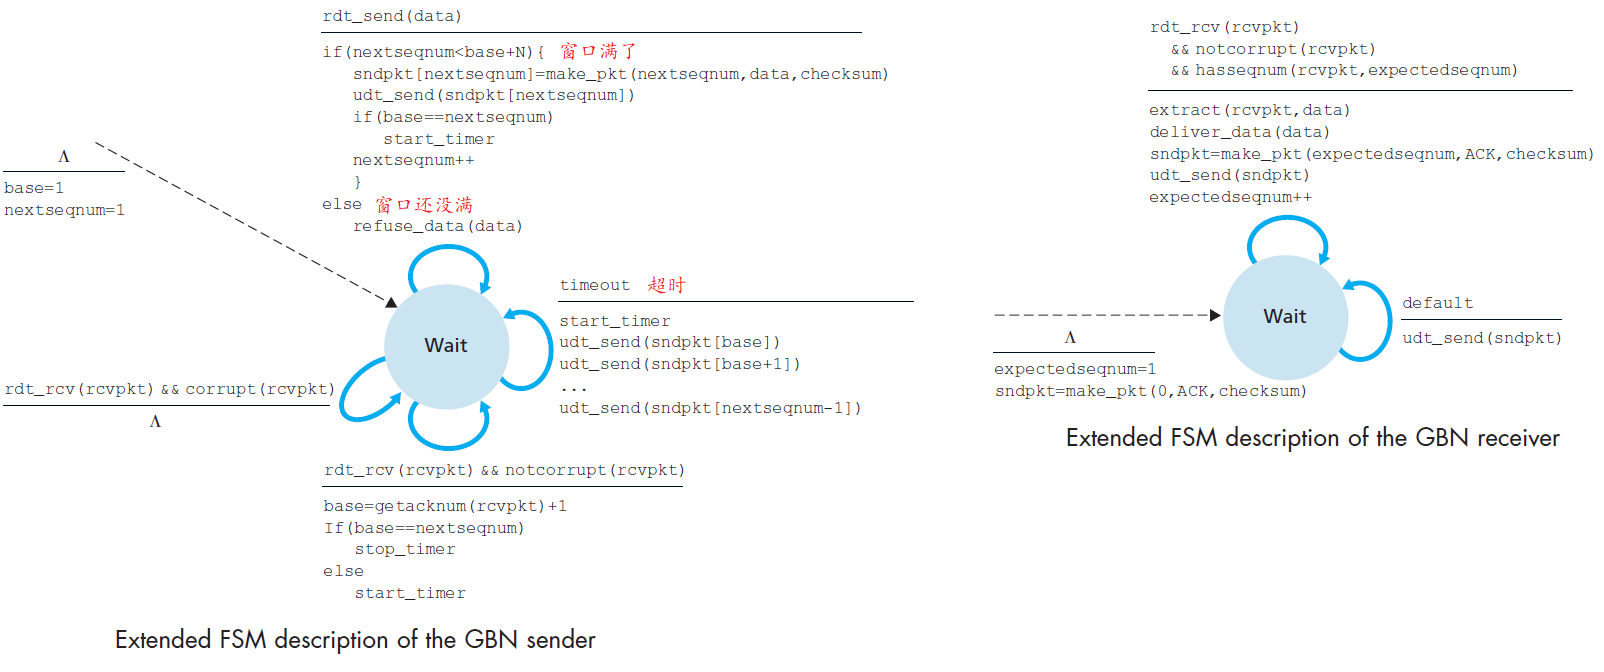 rdt_send(data)
if(nextseqnum<base+N){ 窗口满了
sndpkt[nextseqnum]=make_pkt(nextseqnum,data,checksum)
udt_send(sndpkt[nextseqnum])
if(base==nextseqnum)
start_timer
nextseqnum++
}
else 窗口还没满
refuse_data(data)
Λ
base=1
nextseqnum=1
Wait
timeout 超时
start_timer
udt_send(sndpkt[base])
udt_send(sndpkt[base+1])
...
udt_send(sndpkt[nextseqnum-1])
rdt_rcv(rcvpkt) && corrupt(rcvpkt)
Λ
rdt_rcv(rcvpkt) && notcorrupt(rcvpkt)
base=getacknum(rcvpkt)+1
If(base==nextseqnum)
stop_timer
else
start_timer
Extended FSM description of the GBN sender
rdt_rcv(rcvpkt)
&& notcorrupt(rcvpkt)
&& hasseqnum(rcvpkt,expectedseqnum)
extract(rcvpkt,data)
deliver_data(data)
sndpkt=make_pkt(expectedseqnum,ACK,checksum)
udt_send(sndpkt)
expectedseqnum++
Wait
default
udt_send(sndpkt)
Λ
expectedseqnum=1
sndpkt=make_pkt(0,ACK,checksum)
Extended FSM description of the GBN receiver